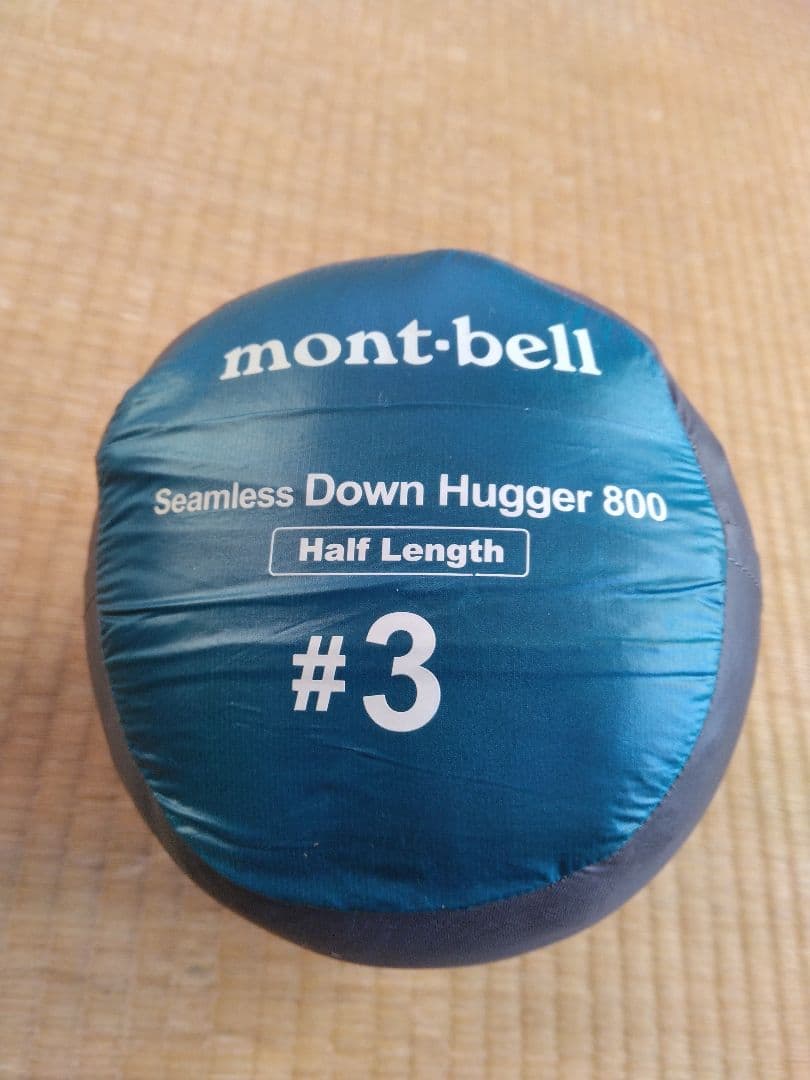 mont·bell
Seamless Down Hugger 800
Half Length
#3